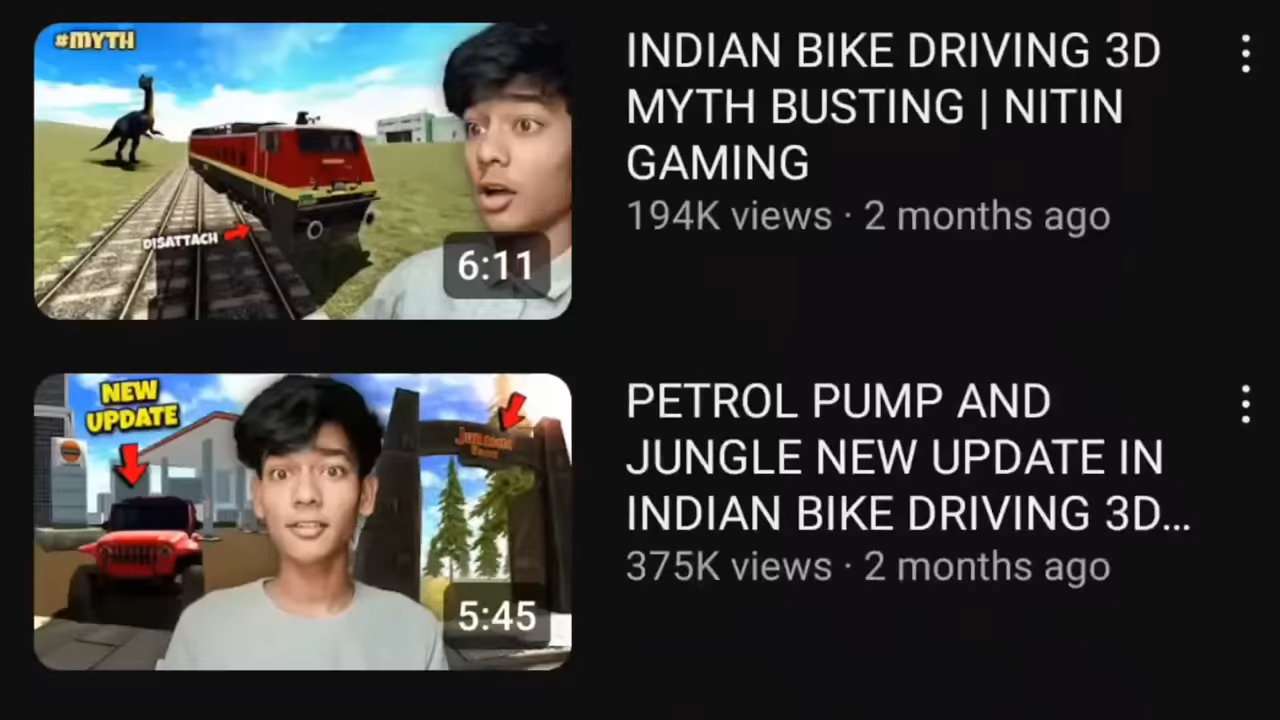 #MYTH
DISATTACH
6:11
INDIAN BIKE DRIVING 3D
MYTH BUSTING | NITIN
GAMING
194K views · 2 months ago
NEW
UPDATE
5:45
PETROL PUMP AND
JUNGLE NEW UPDATE IN
INDIAN BIKE DRIVING 3D...
375K views · 2 months ago